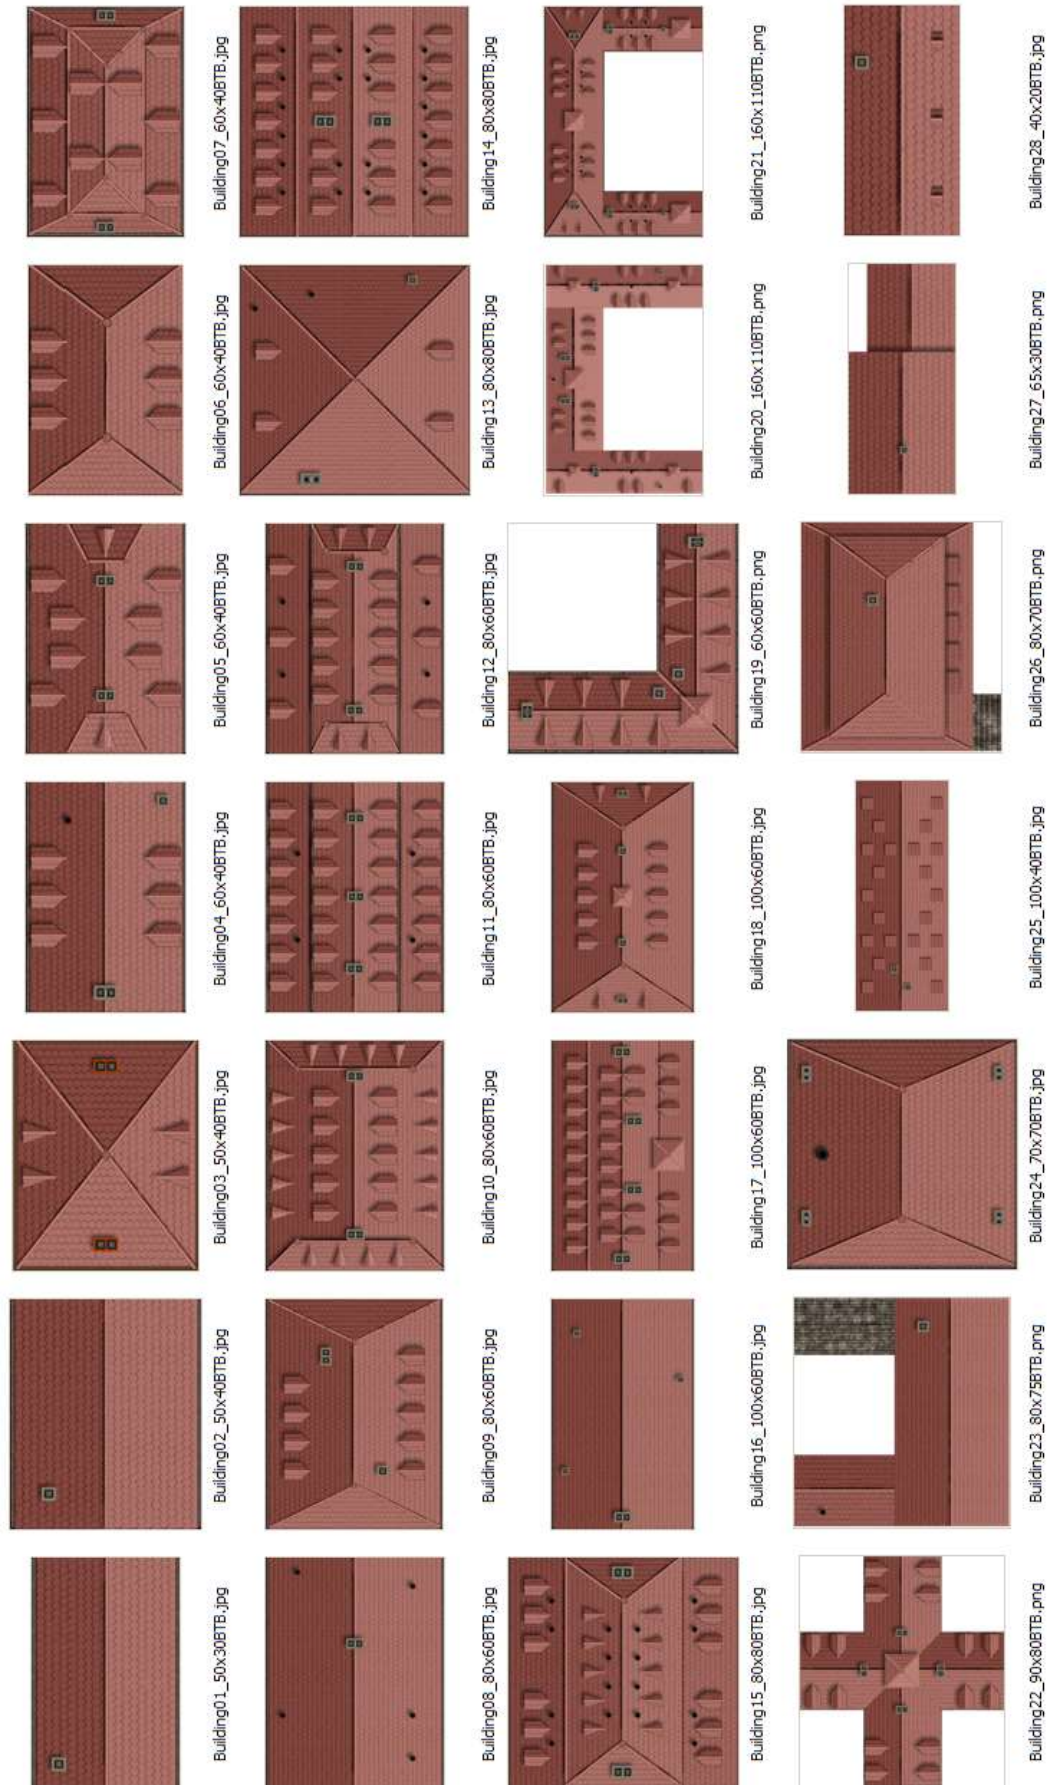 Building01_50x30BTB.jpg
Building02_50x40BTB.jpg
Building03_50x40BTB.jpg
Building04_60x40BTB.jpg
Building05_60x40BTB.jpg
Building06_60x40BTB.jpg
Building07_60x40BTB.jpg
Building08_80x60BTB.jpg
Building09_80x60BTB.jpg
Building10_80x60BTB.jpg
Building11_80x60BTB.jpg
Building12_80x60BTB.jpg
Building13_80x80BTB.jpg
Building14_80x80BTB.jpg
Building15_80x80BTB.jpg
Building16_100x60BTB.jpg
Building17_100x60BTB.jpg
Building18_100x60BTB.jpg
Building19_60x60BTB.png
Building20_160x110BTB.png
Building21_160x110BTB.png
Building22_90x80BTB.png
Building23_80x75BTB.png
Building24_70x70BTB.jpg
Building25_100x40BTB.jpg
Building26_80x70BTB.png
Building27_65x30BTB.png
Building28_40x20BTB.jpg